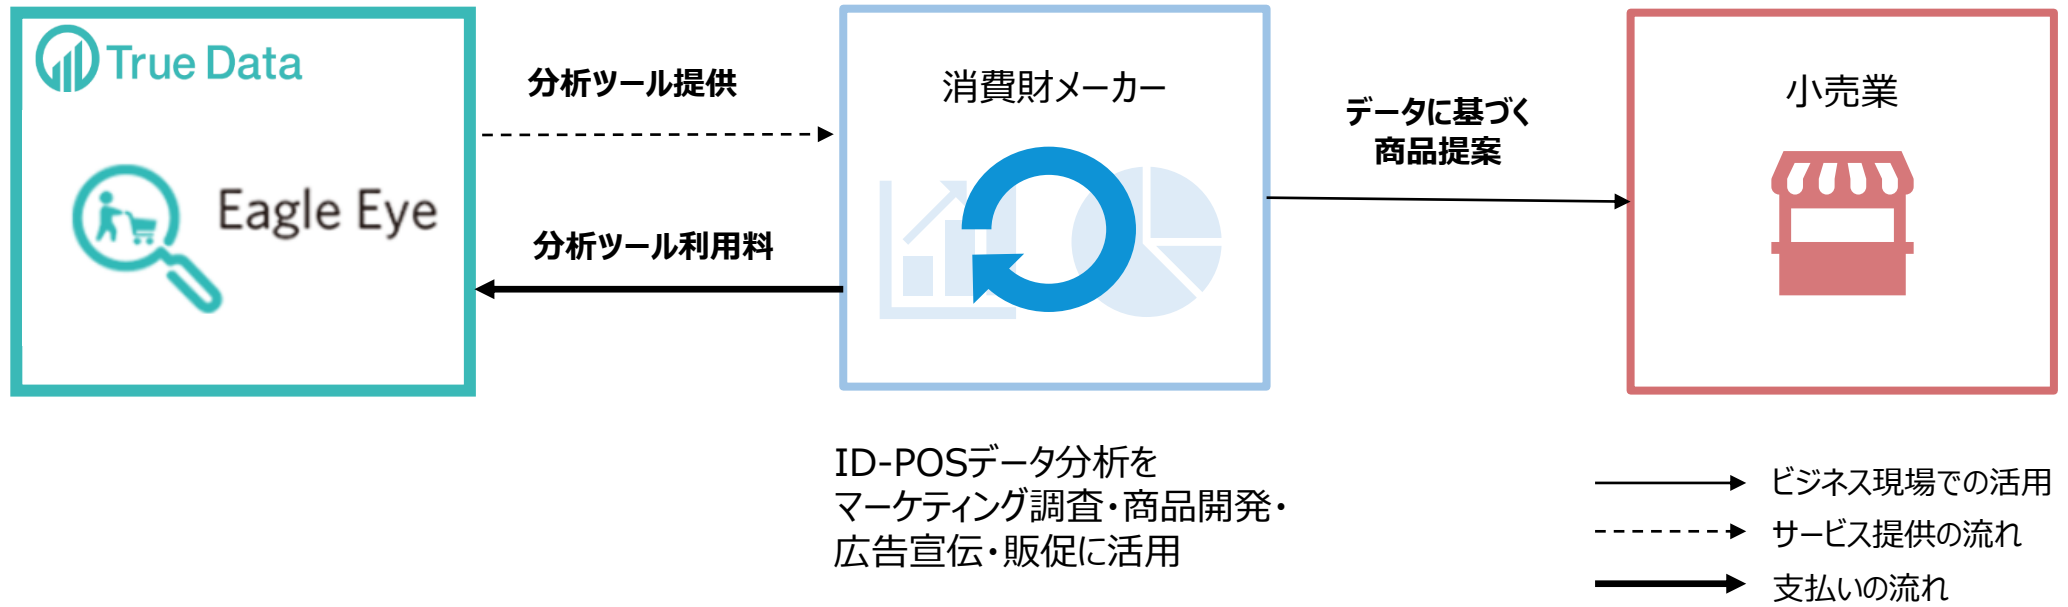 True Data
Eagle Eye
分析ツール提供
分析ツール利用料
消費財メーカー
データに基づく
商品提案
小売業
ID-POSデータ分析を
マーケティング調査・商品開発・
広告宣伝・販促に活用
ビジネス現場での活用
サービス提供の流れ
支払いの流れ